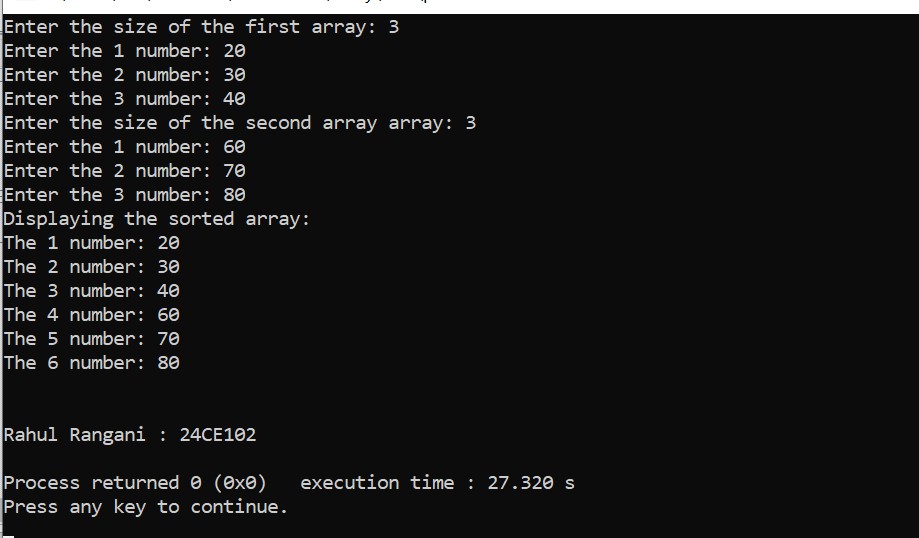 Enter the size of the first array: 3
Enter the 1 number: 20
Enter the 2 number: 30
Enter the 3 number: 40
Enter the size of the second array array: 3
Enter the 1 number: 60
Enter the 2 number: 70
Enter the 3 number: 80
Displaying the sorted array:
The 1 number: 20
The 2 number: 30
The 3 number: 40
The 4 number: 60
The 5 number: 70
The 6 number: 80
Rahul Rangani : 24CE102
Process returned 0 (0x0)   execution time : 27.320 s
Press any key to continue.